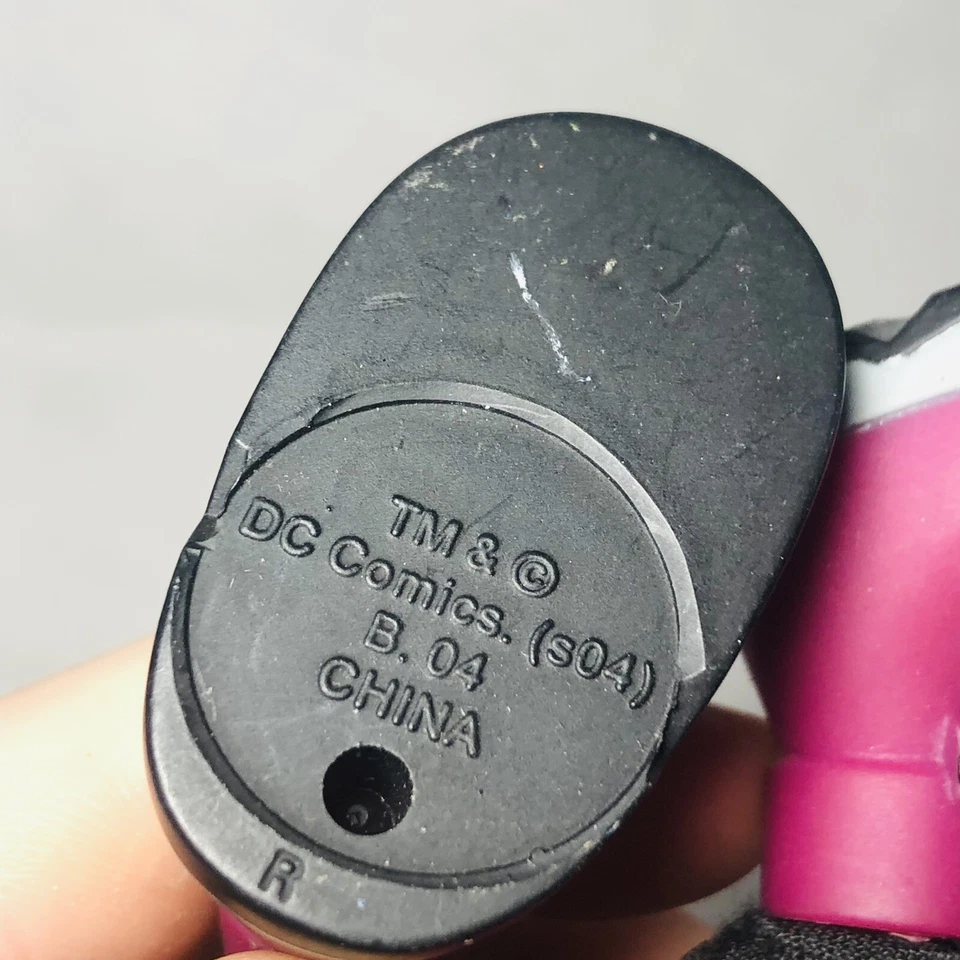 TM & ©
DC Comics. (s04)
B. 04
CHINA
R